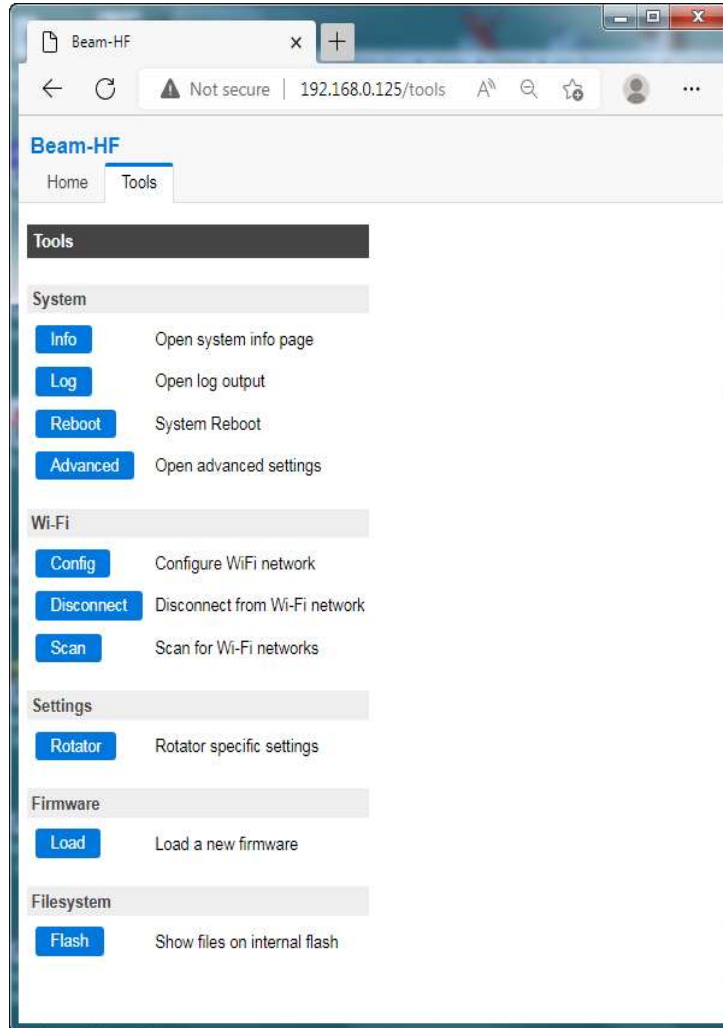 Beam-HF
Not secure | 192.168.0.125/tools
Beam-HF
Home Tools
Tools
System
Info Open system info page
Log Open log output
Reboot System Reboot
Advanced Open advanced settings
Wi-Fi
Config Configure WiFi network
Disconnect Disconnect from Wi-Fi network
Scan Scan for Wi-Fi networks
Settings
Rotator Rotator specific settings
Firmware
Load Load a new firmware
Filesystem
Flash Show files on internal flash